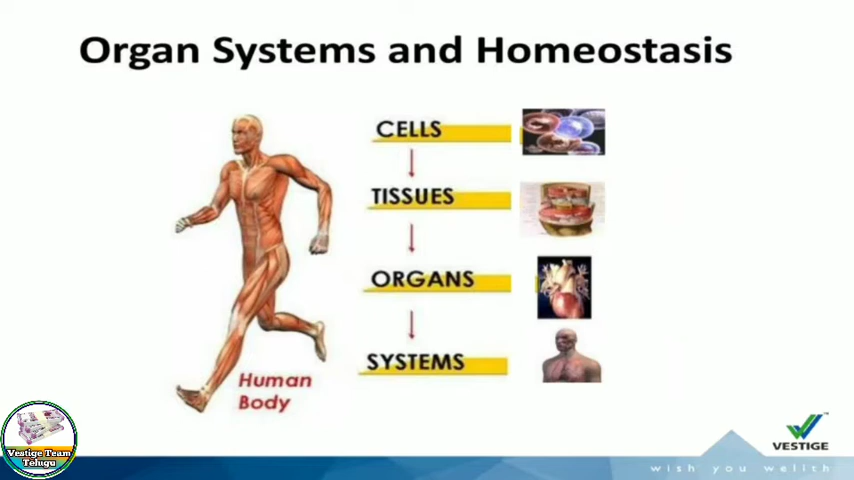 Organ Systems and Homeostasis
CELLS
TISSUES
ORGANS
SYSTEMS
Human
Body
Vestige Team
Telugu
VESTIGE
wish you wellth